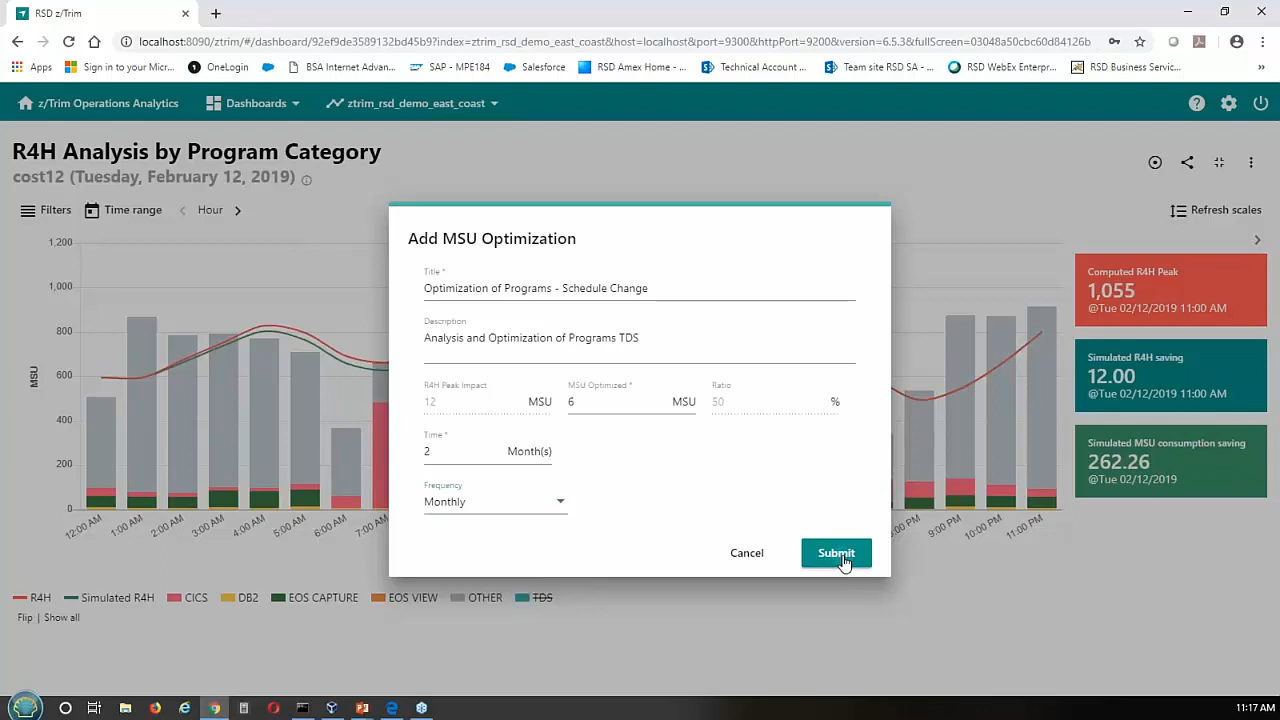 RSD z/Trim
localhost:8090/ztrim/#/dashboard/92ef9de3589132bd45b9?index=ztrim_rsd_demo_east_coast&host=localhost&port=9300&httpPort=9200&version=6.5.3&fullScreen=03048a50cbc60d84126b
Apps Sign in to your Micr... OneLogin BSA Internet Advan... SAP - MPE184 Salesforce RSD Amex Home - ... Technical Account ... Team site RSD SA - ... RSD WebEx Enterpr... RSD Business Servic... »
z/Trim Operations Analytics Dashboards ztrim_rsd_demo_east_coast
R4H Analysis by Program Category
cost12 (Tuesday, February 12, 2019)
Filters Time range Hour Refresh scales
1,200
1,000
800
600
400
200
0
MSU
12:00 AM 1:00 AM 2:00 AM 3:00 AM 4:00 AM 5:00 AM 6:00 AM 7:00 AM 9:00 PM 10:00 PM 11:00 PM
Add MSU Optimization
Title *
Optimization of Programs - Schedule Change
Description
Analysis and Optimization of Programs TDS
R4H Peak Impact MSU Optimized * Ratio
12 MSU 6 MSU 50 %
Time *
2 Month(s)
Frequency
Monthly
Cancel Submit
Computed R4H Peak
1,055
@Tue 02/12/2019 11:00 AM
Simulated R4H saving
12.00
@Tue 02/12/2019 11:00 AM
Simulated MSU consumption saving
262.26
@Tue 02/12/2019
R4H Simulated R4H CICS DB2 EOS CAPTURE EOS VIEW OTHER TDS
Flip | Show all
11:17 AM